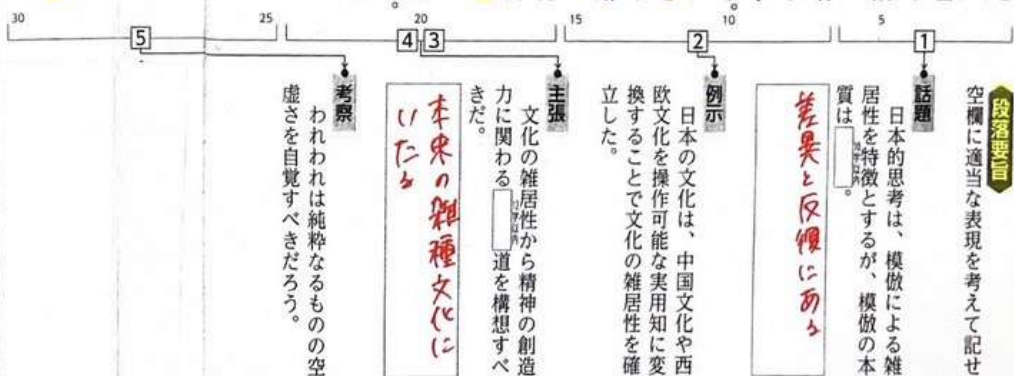 段落要旨
空欄に適当な表現を考えて記せ
5
10
15
20
25
30
1
話題
日本的思考は、模倣による雑
居性を特徴とするが、模倣の本
質は　。
差異と反復にある
2
例示
日本の文化は、中国文化や西
欧文化を操作可能な実用知に変
換することで文化の雑居性を確
立した。
3
4
主張
文化の雑居性から精神の創造
力に関わる　道を構想すべ
きだ。
本来の雑種文化に
いたる
5
考察
われわれは純粋なるものの空
虚さを自覚すべきだろう。